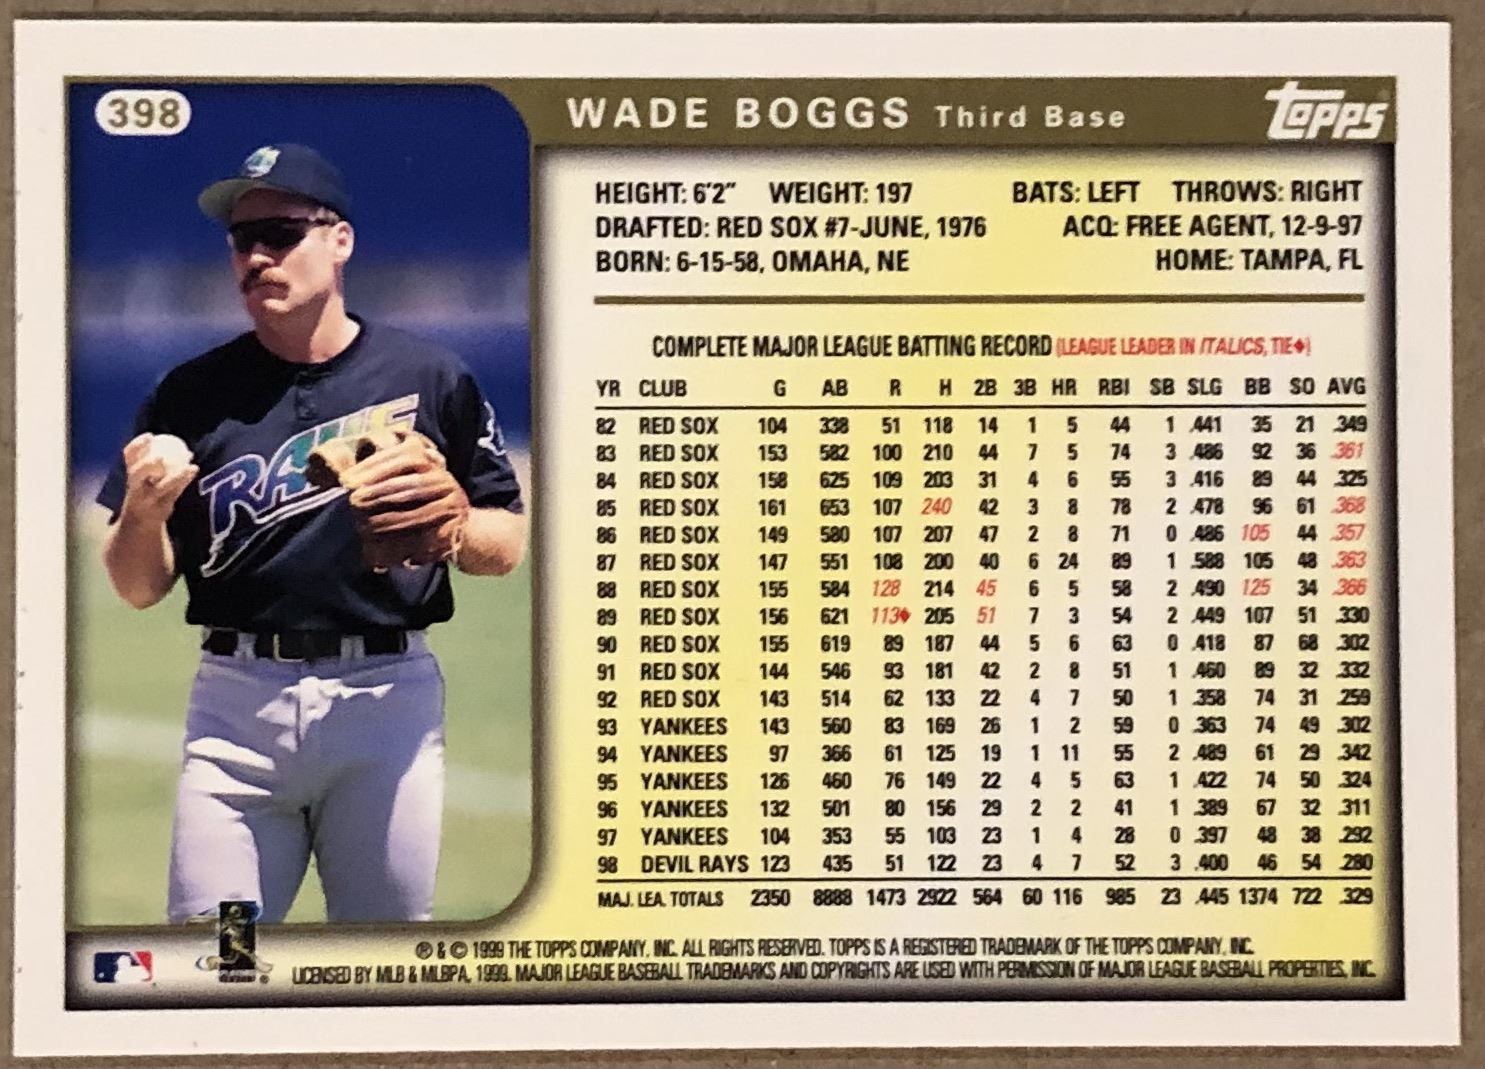 398
WADE BOGGS Third Base
TOPPS
RAYS
HEIGHT: 6'2" WEIGHT: 197 BATS: LEFT THROWS: RIGHT
DRAFTED: RED SOX #7-JUNE, 1976 ACQ: FREE AGENT, 12-9-97
BORN: 6-15-58, OMAHA, NE HOME: TAMPA, FL
COMPLETE MAJOR LEAGUE BATTING RECORD (LEAGUE LEADER IN ITALICS, TIE♦)
YR CLUB G AB R H 2B 3B HR RBI SB SLG BB SO AVG
82 RED SOX 104 338 51 118 14 1 5 44 1 .441 35 21 .349
83 RED SOX 153 582 100 210 44 7 5 74 3 .486 92 36 .361
84 RED SOX 158 625 109 203 31 4 6 55 3 .416 89 44 .325
85 RED SOX 161 653 107 240 42 3 8 78 2 .478 96 61 .368
86 RED SOX 149 580 107 207 47 2 8 71 0 .486 105 44 .357
87 RED SOX 147 551 108 200 40 6 24 89 1 .588 105 48 .363
88 RED SOX 155 584 128 214 45 6 5 58 2 .490 125 34 .366
89 RED SOX 156 621 113♦ 205 51 7 3 54 2 .449 107 51 .330
90 RED SOX 155 619 89 187 44 5 6 63 0 .418 87 68 .302
91 RED SOX 144 546 93 181 42 2 8 51 1 .460 89 32 .332
92 RED SOX 143 514 62 133 22 4 7 50 1 .358 74 31 .259
93 YANKEES 143 560 83 169 26 1 2 59 0 .363 74 49 .302
94 YANKEES 97 366 61 125 19 1 11 55 2 .489 61 29 .342
95 YANKEES 126 460 76 149 22 4 5 63 1 .422 74 50 .324
96 YANKEES 132 501 80 156 29 2 2 41 1 .389 67 32 .311
97 YANKEES 104 353 55 103 23 1 4 28 0 .397 48 38 .292
98 DEVIL RAYS 123 435 51 122 23 4 7 52 3 .400 46 54 .280
MAJ. LEA. TOTALS 2350 8888 1473 2922 564 60 116 985 23 .445 1374 722 .329
® & © 1999 THE TOPPS COMPANY, INC. ALL RIGHTS RESERVED. TOPPS IS A REGISTERED TRADEMARK OF THE TOPPS COMPANY, INC.
LICENSED BY MLB & MLBPA, 1999. MAJOR LEAGUE BASEBALL TRADEMARKS AND COPYRIGHTS ARE USED WITH PERMISSION OF MAJOR LEAGUE BASEBALL PROPERTIES, INC.